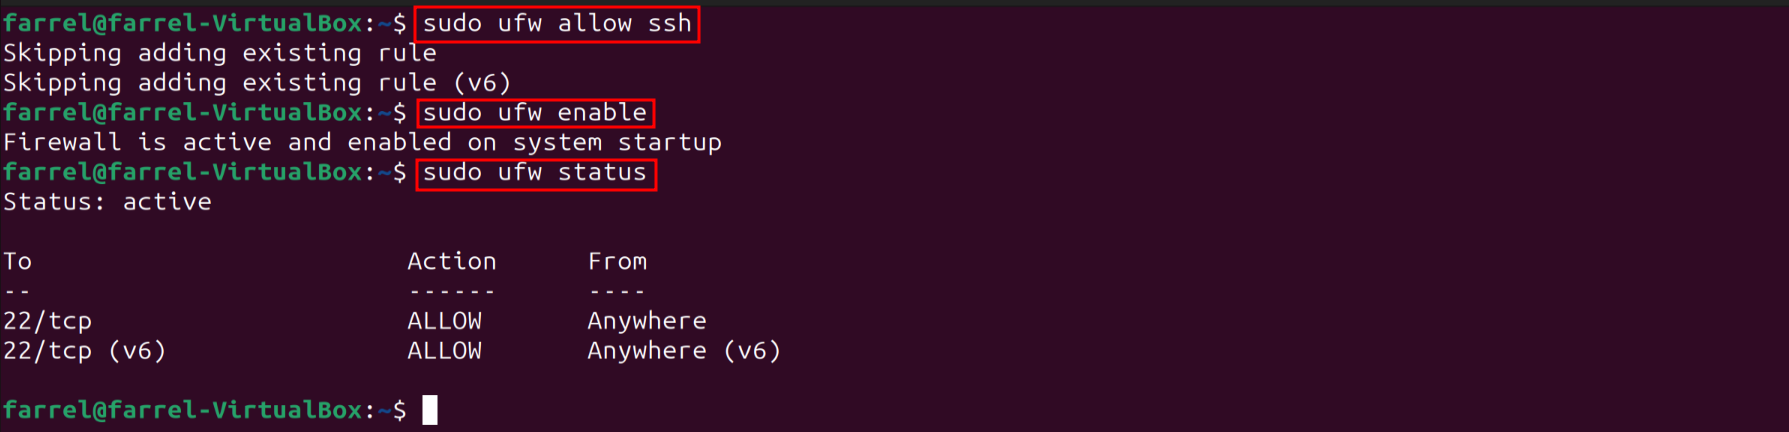 farrel@farrel-VirtualBox:~$ sudo ufw allow ssh
Skipping adding existing rule
Skipping adding existing rule (v6)
farrel@farrel-VirtualBox:~$ sudo ufw enable
Firewall is active and enabled on system startup
farrel@farrel-VirtualBox:~$ sudo ufw status
Status: active
To                         Action      From
--                         ------      ----
22/tcp                     ALLOW       Anywhere
22/tcp (v6)                ALLOW       Anywhere (v6)
farrel@farrel-VirtualBox:~$